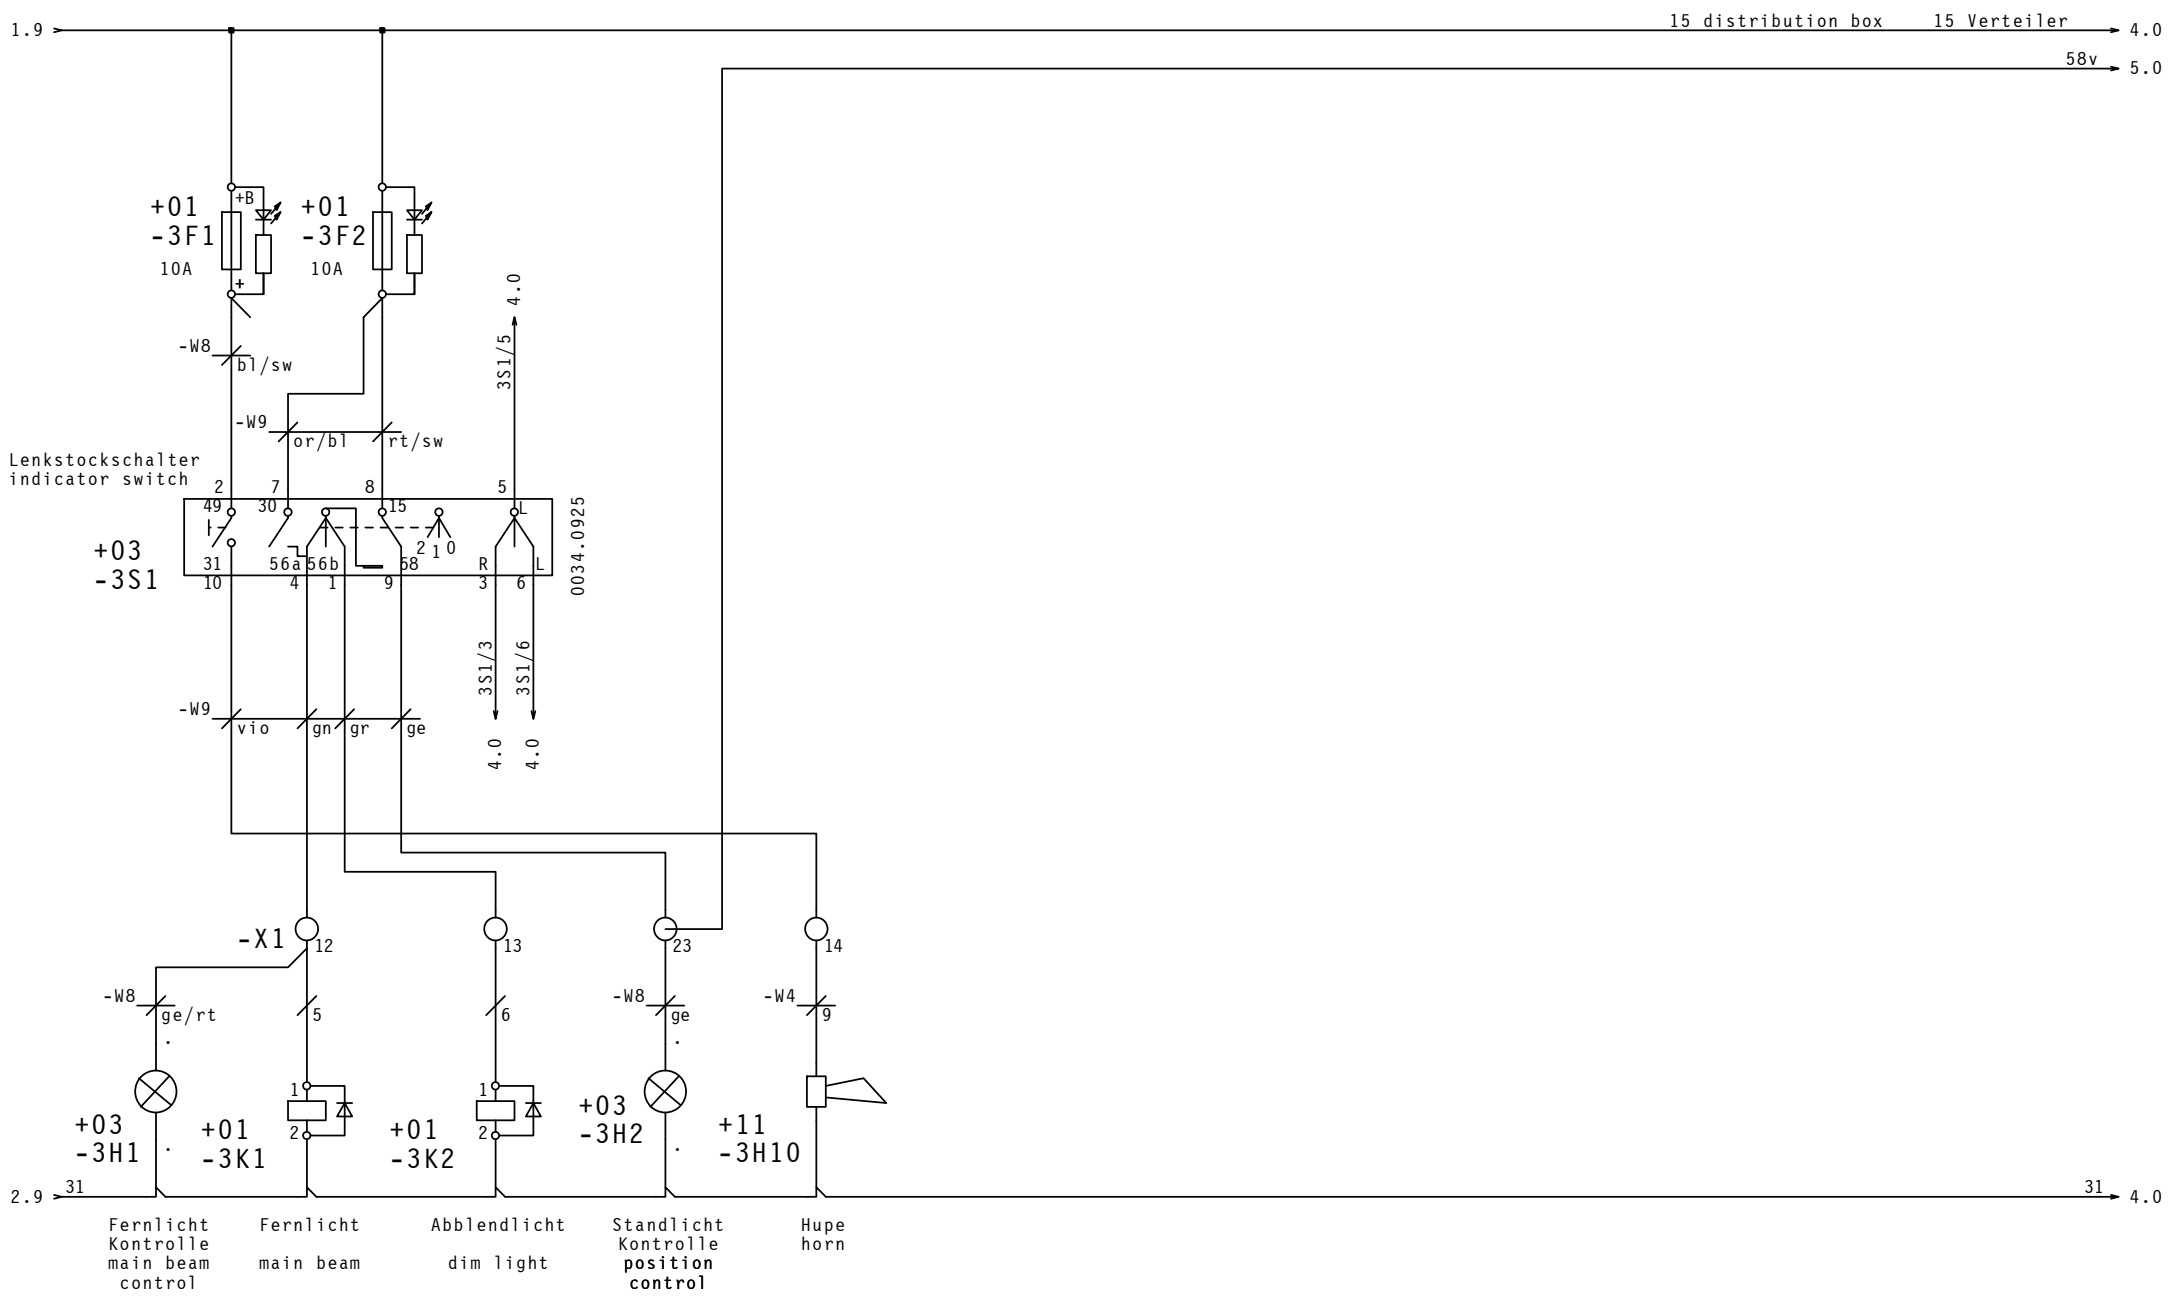 15 distribution box 15 Verteiler
1.9 4.0
58v 5.0
+B
+01 +01
-3F1 -3F2
10A 10A
+
4.0
3S1/5
-W8
bl/sw
-W9
or/bl rt/sw
Lenkstockschalter
indicator switch
2 7 8 5
49 30 15 L
0034.0925
2 1 0
+03
-3S1
31 56a 56b 58 R L
10 4 1 9 3 6
3S1/3 3S1/6
-W9
vio gn gr ge
4.0 4.0
-X1
12 13 23 14
-W8 -W8 -W4
ge/rt 5 6 ge 9
1 1
2 2
+03
-3H1
+01
-3K1
+01
-3K2
+03
-3H2
+11
-3H10
2.9 31 31 4.0
Fernlicht Fernlicht Abblendlicht Standlicht Hupe
Kontrolle Kontrolle horn
main beam main beam dim light position
control control